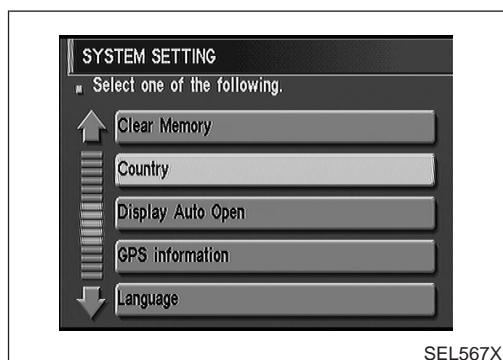 SYSTEM SETTING
Select one of the following.
Clear Memory
Country
Display Auto Open
GPS information
Language
SEL567X